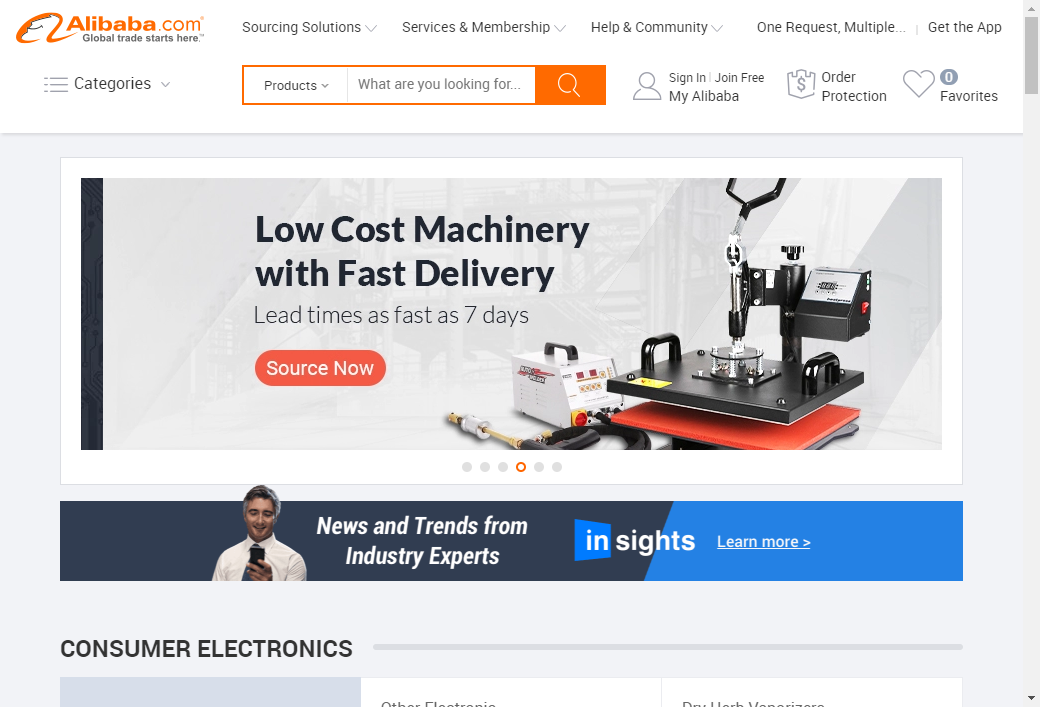 Alibaba.com
Global trade starts here.™
Sourcing Solutions
Services & Membership
Help & Community
One Request, Multiple...
Get the App
Categories
Products
What are you looking for...
Sign In
Join Free
My Alibaba
Order
Protection
0
Favorites
Low Cost Machinery
with Fast Delivery
Lead times as fast as 7 days
Source Now
News and Trends from
Industry Experts
in sights
Learn more >
CONSUMER ELECTRONICS
Other Electronic
Dry Herb Vaporizers